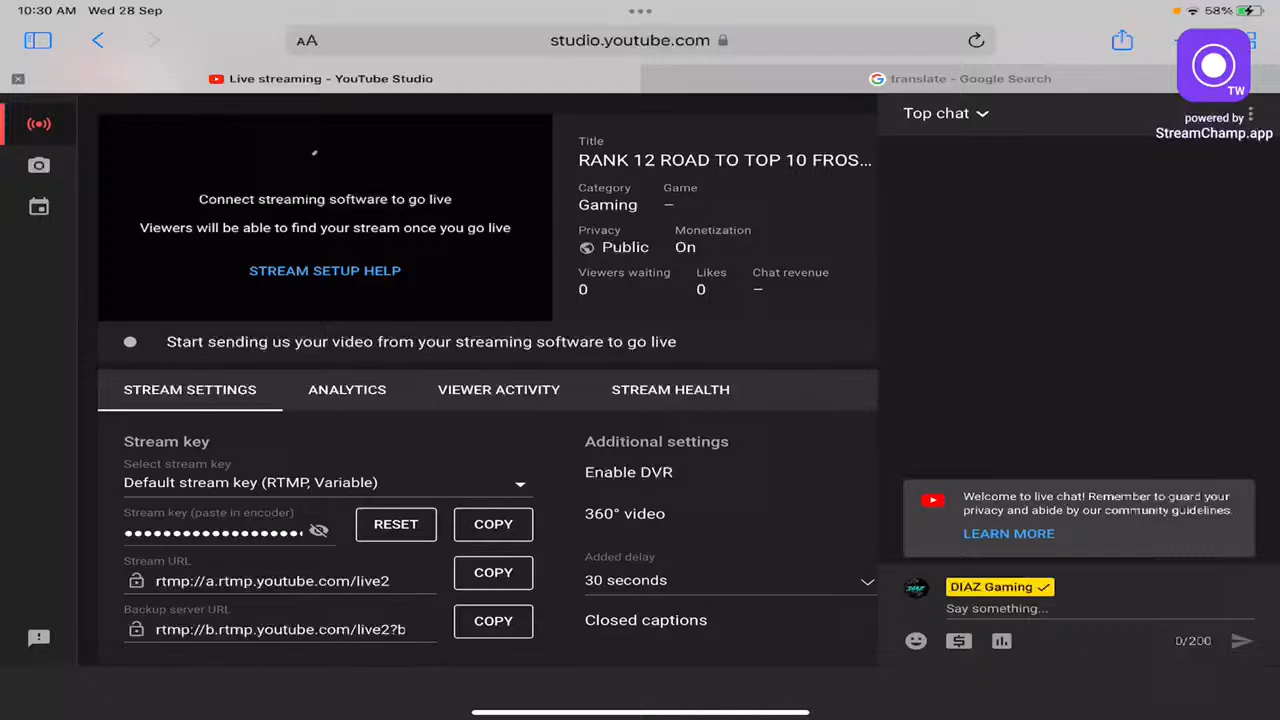 10:30 AM Wed 28 Sep
58%
AA
studio.youtube.com
Live streaming - YouTube Studio
translate - Google Search
TW
powered by
StreamChamp.app
Top chat
Connect streaming software to go live
Viewers will be able to find your stream once you go live
STREAM SETUP HELP
Title
RANK 12 ROAD TO TOP 10 FROS...
Category Game
Gaming –
Privacy Monetization
Public On
Viewers waiting Likes Chat revenue
0 0 –
Start sending us your video from your streaming software to go live
STREAM SETTINGS ANALYTICS VIEWER ACTIVITY STREAM HEALTH
Stream key
Select stream key
Default stream key (RTMP, Variable)
Stream key (paste in encoder)
••••••••••••••••••
RESET COPY
Stream URL
rtmp://a.rtmp.youtube.com/live2
COPY
Backup server URL
rtmp://b.rtmp.youtube.com/live2?b
COPY
Additional settings
Enable DVR
360° video
Added delay
30 seconds
Closed captions
Welcome to live chat! Remember to guard your
privacy and abide by our community guidelines.
LEARN MORE
DIAZ
DIAZ Gaming
Say something...
0/200